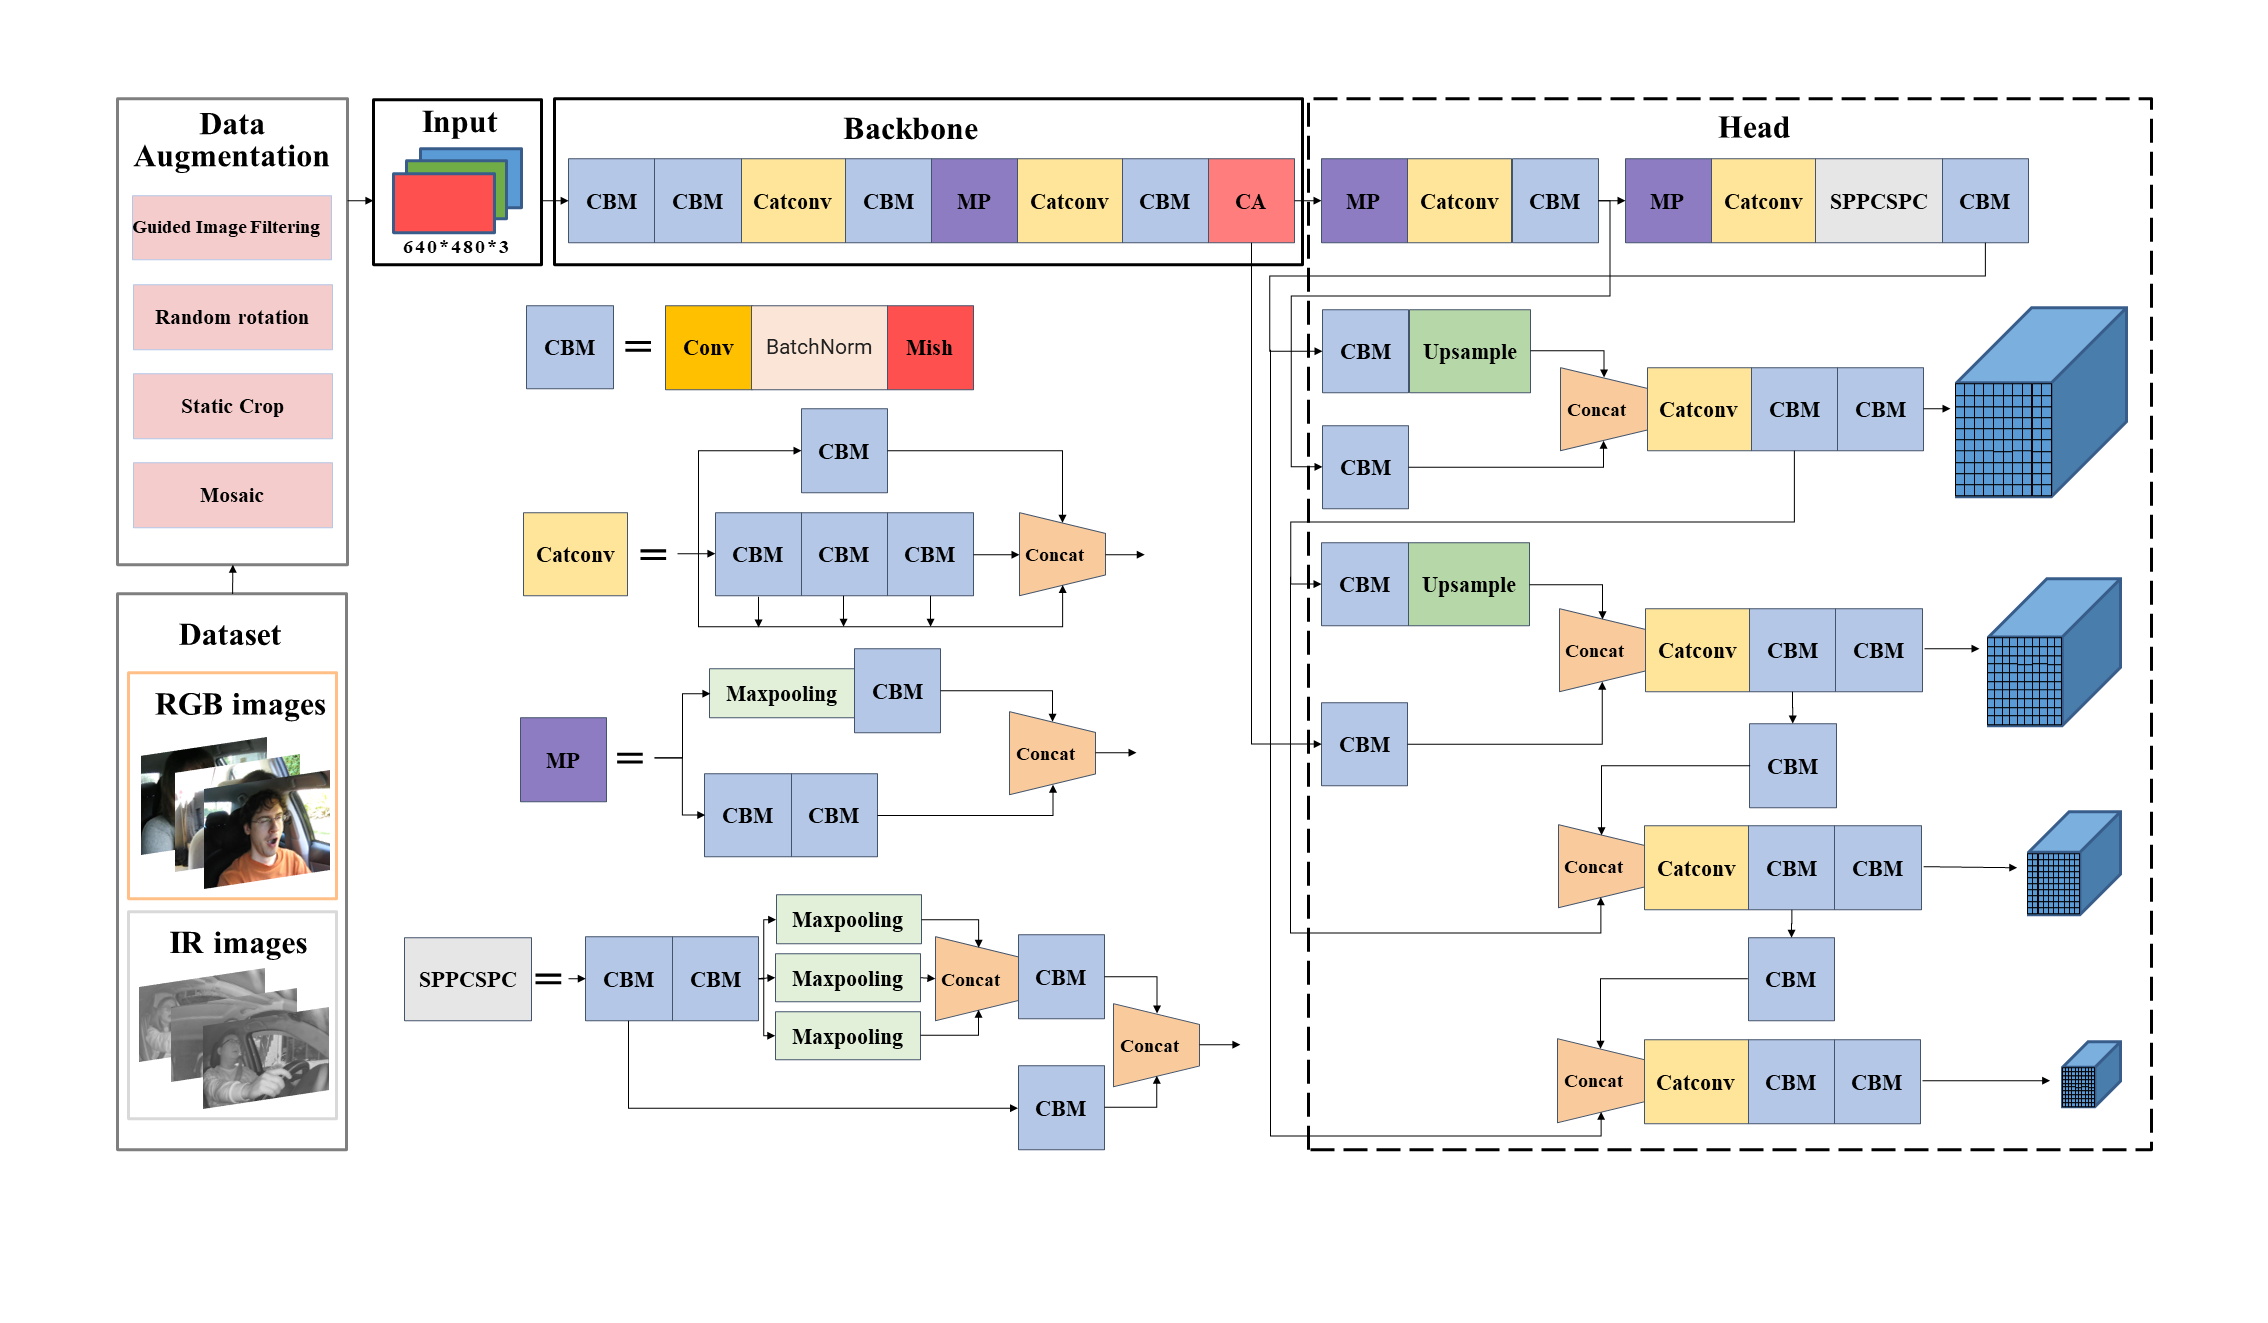 Data
Augmentation
Guided Image Filtering
Random rotation
Static Crop
Mosaic
Dataset
RGB images
IR images
Input
640*480*3
Backbone
CBM CBM Catconv CBM MP Catconv CBM CA
Head
MP Catconv CBM MP Catconv SPPCSPC CBM
CBM = Conv BatchNorm Mish
CBM
Catconv = CBM CBM CBM Concat
Maxpooling CBM
MP = Concat
CBM CBM
Maxpooling
SPPCSPC = CBM CBM Maxpooling Concat CBM
Maxpooling
Concat
CBM
CBM Upsample
Concat Catconv CBM CBM
CBM
CBM Upsample
Concat Catconv CBM CBM
CBM
CBM
Concat Catconv CBM CBM
CBM
Concat Catconv CBM CBM